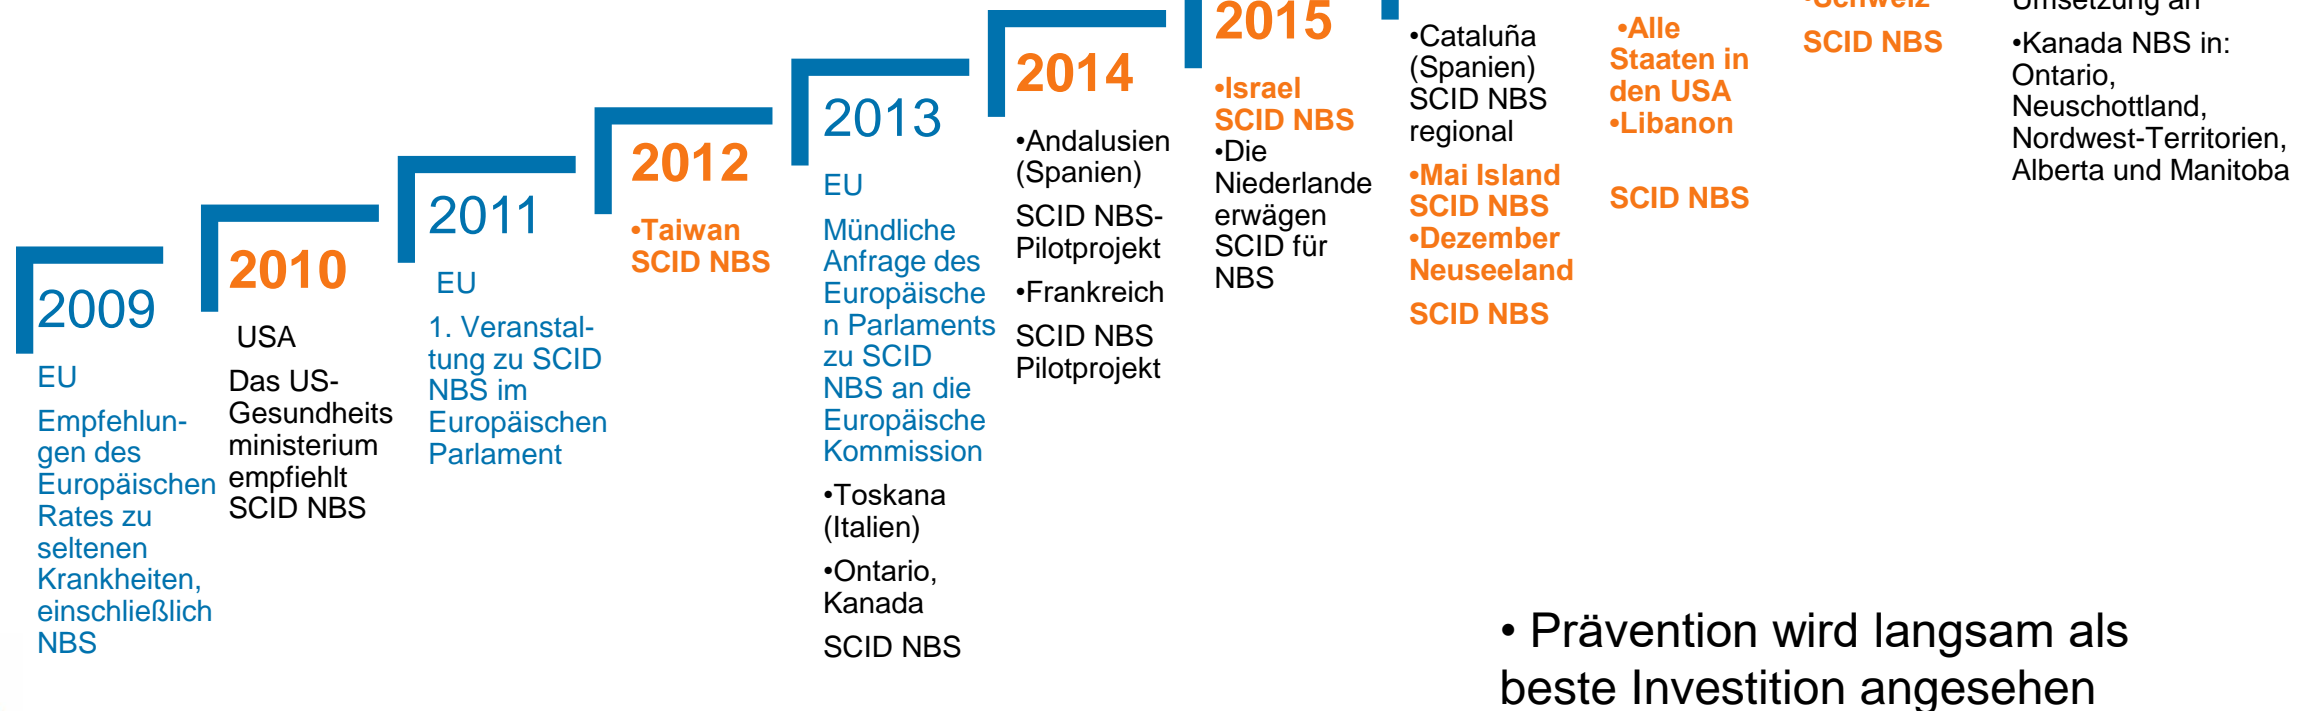 2009
EU
Empfehlun-
gen des
Europäischen
Rates zu
seltenen
Krankheiten,
einschließlich
NBS
2010
USA
Das US-
Gesundheits
ministerium
empfiehlt
SCID NBS
2011
EU
1. Veranstal-
tung zu SCID
NBS im
Europäischen
Parlament
2012
•Taiwan
SCID NBS
2013
EU
Mündliche
Anfrage des
Europäische
n Parlaments
zu SCID
NBS an die
Europäische
Kommission
•Toskana
(Italien)
•Ontario,
Kanada
SCID NBS
2014
•Andalusien
(Spanien)
SCID NBS-
Pilotprojekt
•Frankreich
SCID NBS
Pilotprojekt
2015
•Israel
SCID NBS
•Die
Niederlande
erwägen
SCID für
NBS
•Cataluña
(Spanien)
SCID NBS
regional
•Mai Island
SCID NBS
•Dezember
Neuseeland
SCID NBS
•Alle
Staaten in
den USA
•Libanon
SCID NBS
•Schweiz
SCID NBS
Umsetzung an
•Kanada NBS in:
Ontario,
Neuschottland,
Nordwest-Territorien,
Alberta und Manitoba
• Prävention wird langsam als
beste Investition angesehen